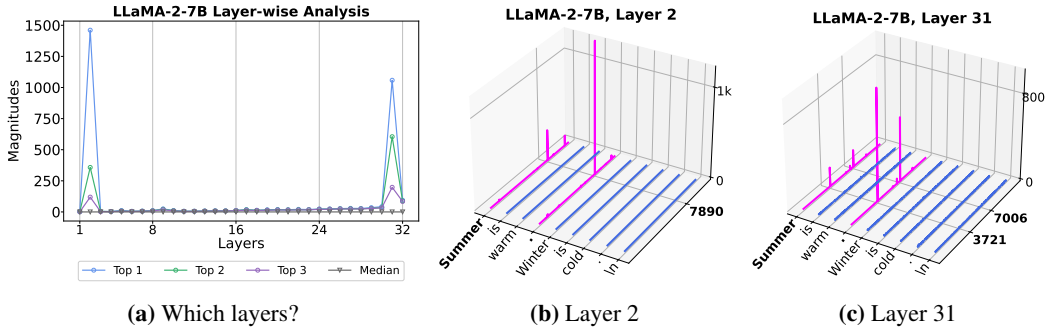 LLaMA-2-7B Layer-wise Analysis
1500
1250
1000
750
500
250
0
Magnitudes
1 8 16 24 32
Layers
Top 1 Top 2 Top 3 Median
(a) Which layers?
LLaMA-2-7B, Layer 2
1k
0
7890
Summer
is
warm
.
Winter
is
cold
.
\n
(b) Layer 2
LLaMA-2-7B, Layer 31
800
0
7006
3721
Summer
is
warm
.
Winter
is
cold
.
\n
(c) Layer 31